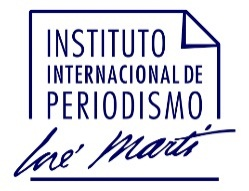 INSTITUTO
INTERNACIONAL DE
PERIODISMO
José Martí